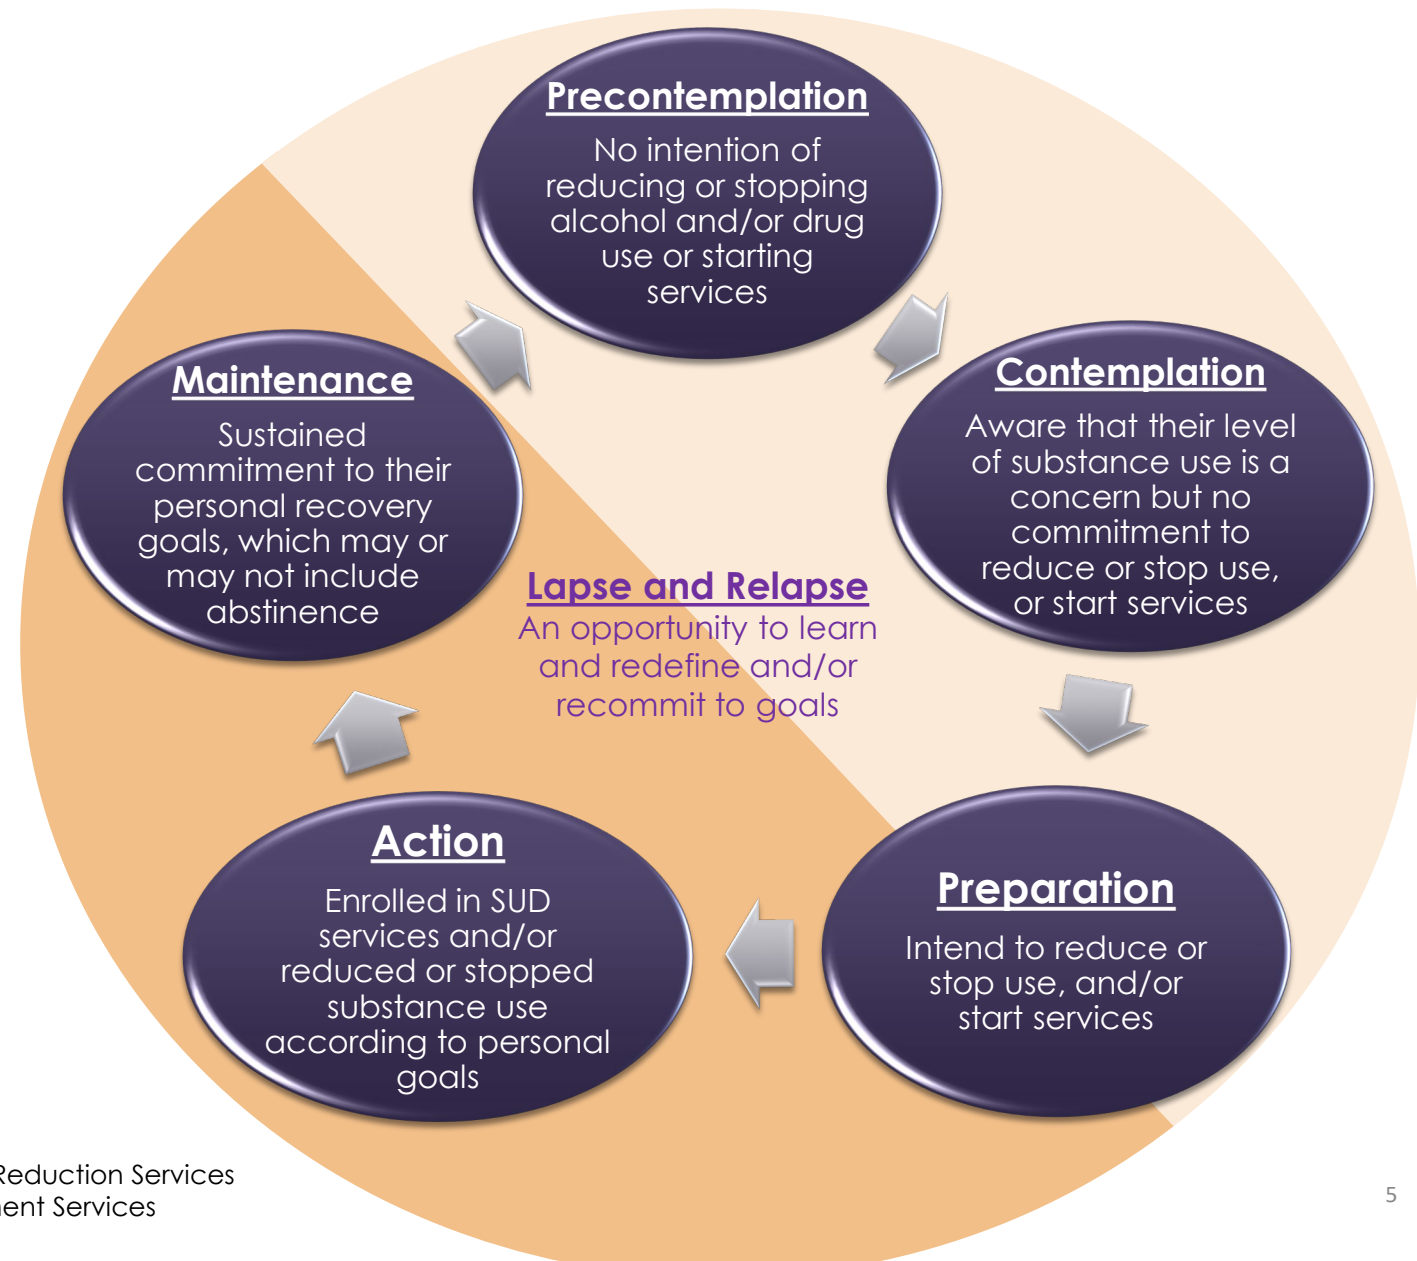 Precontemplation
No intention of
reducing or stopping
alcohol and/or drug
use or starting
services
Contemplation
Aware that their level
of substance use is a
concern but no
commitment to
reduce or stop use,
or start services
Preparation
Intend to reduce or
stop use, and/or
start services
Action
Enrolled in SUD
services and/or
reduced or stopped
substance use
according to personal
goals
Maintenance
Sustained
commitment to their
personal recovery
goals, which may or
may not include
abstinence
Lapse and Relapse
An opportunity to learn
and redefine and/or
recommit to goals
Reduction Services
Services
5